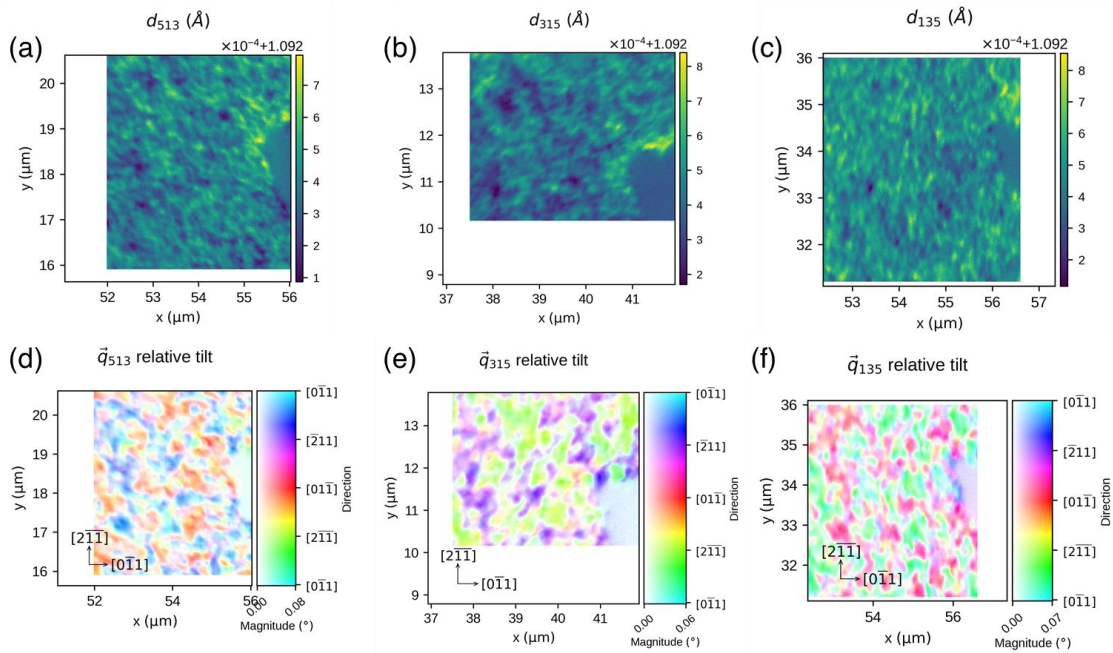 d₅₁₃ (Å)
d₃₁₅ (Å)
d₁₃₅ (Å)
(a)
(b)
(c)
×10⁻⁴+1.092
×10⁻⁴+1.092
×10⁻⁴+1.092
20
19
18
17
16
y (µm)
52 53 54 55 56
x (µm)
7
6
5
4
3
2
1
13
12
11
10
9
y (µm)
37 38 39 40 41
x (µm)
8
7
6
5
4
3
2
36
35
34
33
32
y (µm)
53 54 55 56 57
x (µm)
8
7
6
5
4
3
2
(d)
q⃗₅₁₃ relative tilt
(e)
q⃗₃₁₅ relative tilt
(f)
q⃗₁₃₅ relative tilt
20
19
18
17
16
y (µm)
[21̅1̅]
[01̅1]
52 54 56
x (µm)
[01̅1]
[2̅11]
[011̅]
[21̅1̅]
[01̅1]
Direction
0.00 0.08
Magnitude (°)
13
12
11
10
9
y (µm)
[21̅1̅]
[01̅1]
37 38 39 40 41
x (µm)
[01̅1]
[2̅11]
[011̅]
[21̅1̅]
[01̅1]
Direction
0.00 0.06
Magnitude (°)
36
35
34
33
32
y (µm)
[21̅1̅]
[01̅1]
54 56
x (µm)
[01̅1]
[2̅11]
[011̅]
[21̅1̅]
[01̅1]
Direction
0.00 0.07
Magnitude (°)